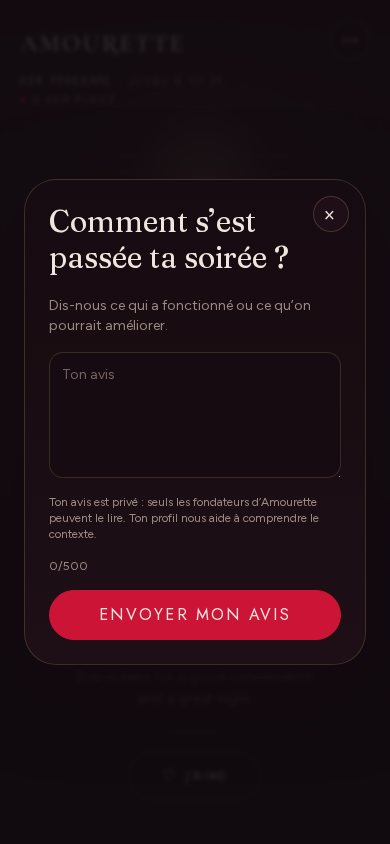 AMOURETTE
Comment s’est
passée ta soirée ?
×
Dis-nous ce qui a fonctionné ou ce qu’on
pourrait améliorer.
Ton avis
Ton avis est privé : seuls les fondateurs d’Amourette
peuvent le lire. Ton profil nous aide à comprendre le
contexte.
0/500
ENVOYER MON AVIS